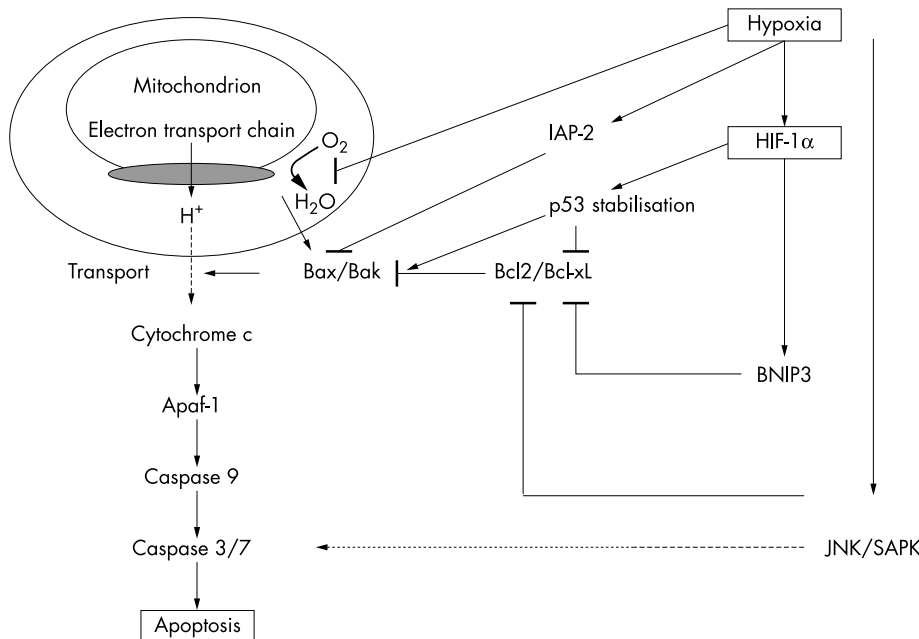 Hypoxia
Mitochondrion
Electron transport chain
IAP-2
HIF-1α
O2
H2O
H+
p53 stabilisation
Transport
Bax/Bak
Bcl2/Bcl-xL
Cytochrome c
BNIP3
Apaf-1
Caspase 9
Caspase 3/7
JNK/SAPK
Apoptosis